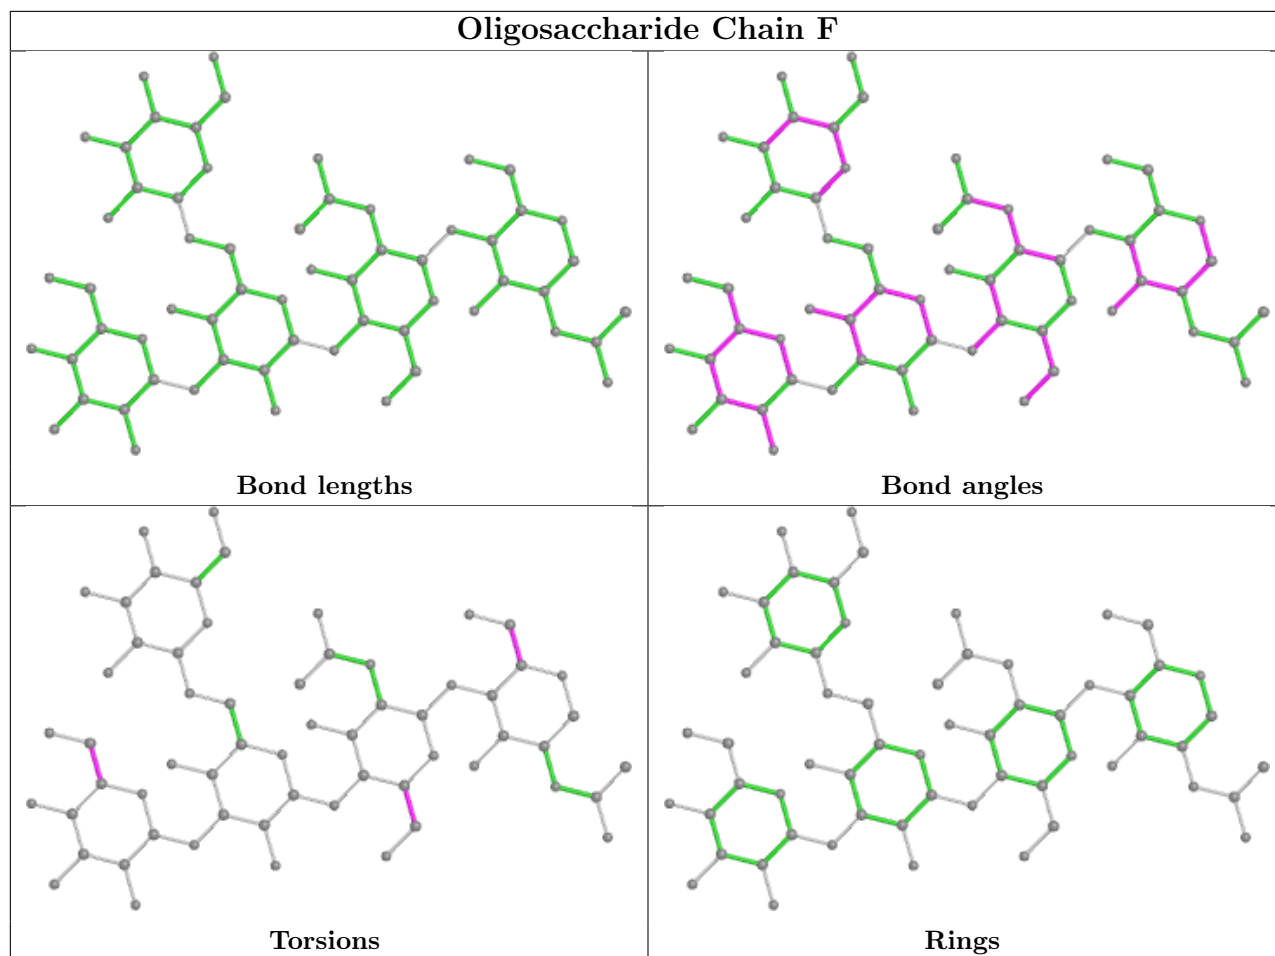 Oligosaccharide Chain F
Bond lengths
Bond angles
Torsions
Rings